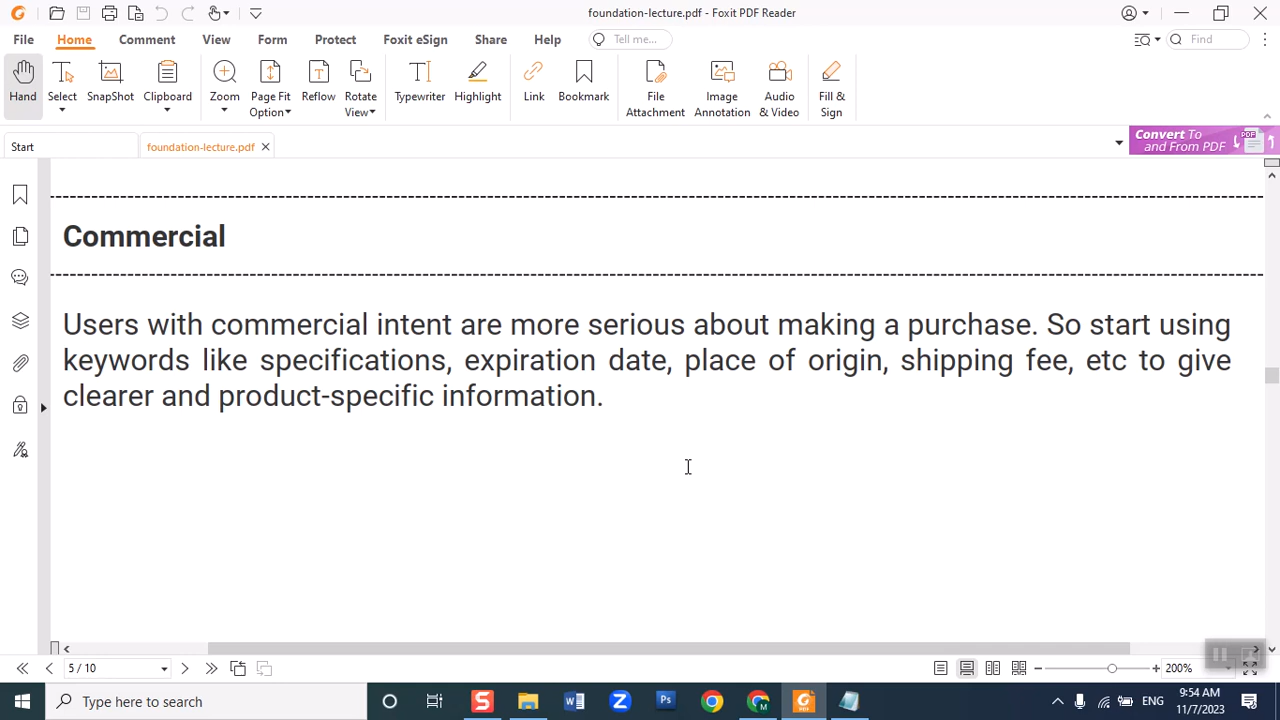 foundation-lecture.pdf - Foxit PDF Reader
File Home Comment View Form Protect Foxit eSign Share Help Tell me... Find
Hand Select SnapShot Clipboard Zoom Page Fit Option Reflow Rotate View Typewriter Highlight Link Bookmark File Attachment Image Annotation Audio & Video Fill & Sign
Start foundation-lecture.pdf Convert To and From PDF PDF
Commercial
Users with commercial intent are more serious about making a purchase. So start using
keywords like specifications, expiration date, place of origin, shipping fee, etc to give
clearer and product-specific information.
5 / 10 200%
Type here to search ENG 9:54 AM
11/7/2023